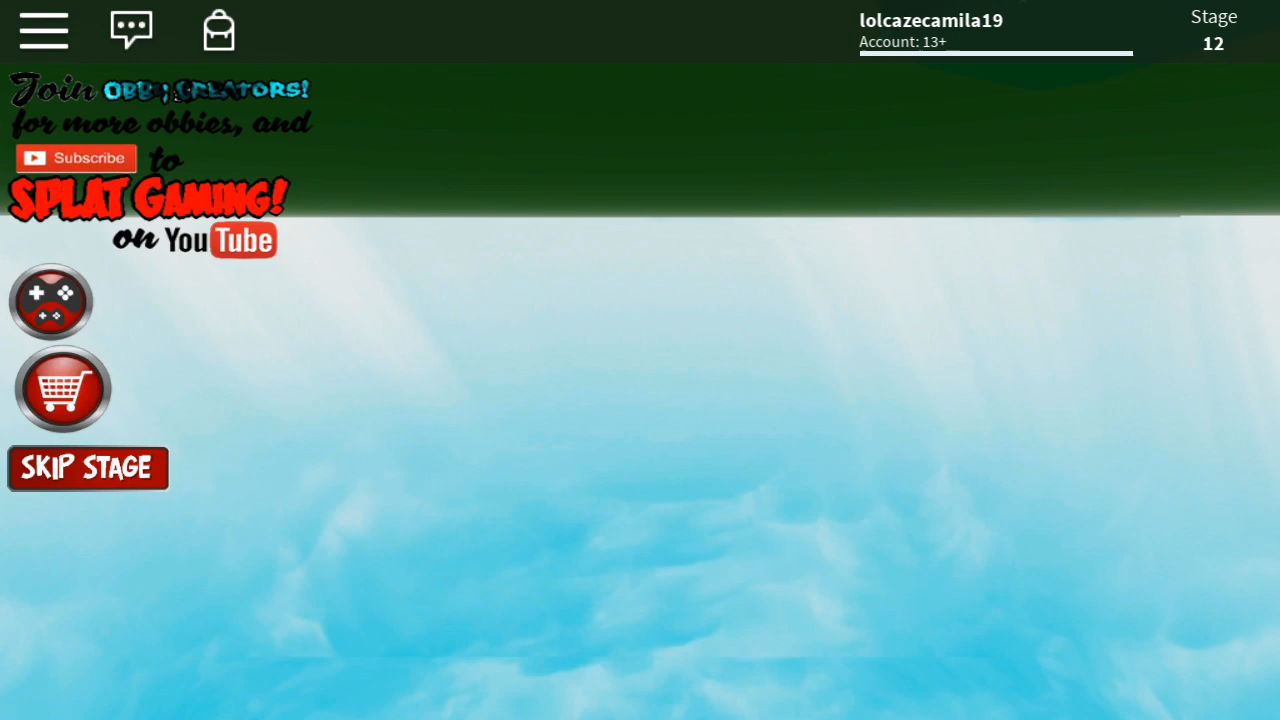 lolcazecamila19
Account: 13+
Stage
12
Join OBBY CREATORS!
for more obbies, and
Subscribe to
SPLAT GAMING!
on YouTube
SKIP STAGE